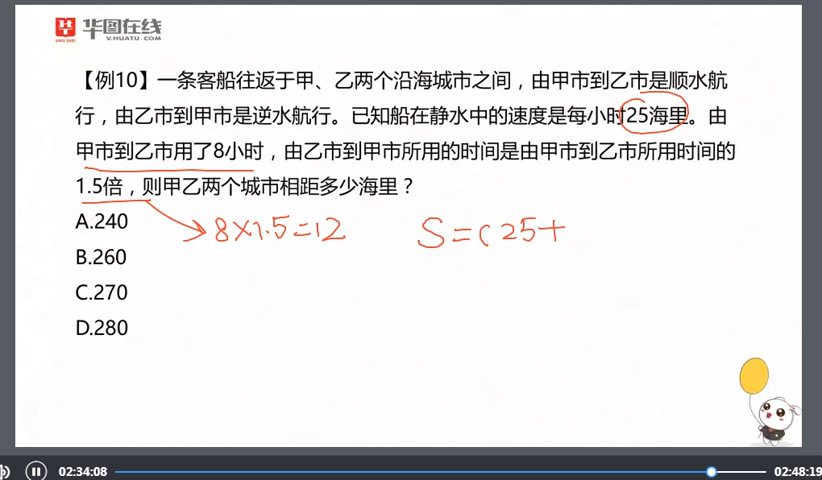 华图在线
SINCE 2001 V.HUATU.COM
【例10】一条客船往返于甲、乙两个沿海城市之间，由甲市到乙市是顺水航
行，由乙市到甲市是逆水航行。已知船在静水中的速度是每小时25海里。由
甲市到乙市用了8小时，由乙市到甲市所用的时间是由甲市到乙市所用时间的
1.5倍，则甲乙两个城市相距多少海里？
A.240
8×1.5=12 S=(25+
B.260
C.270
D.280
02:34:08 02:48:19